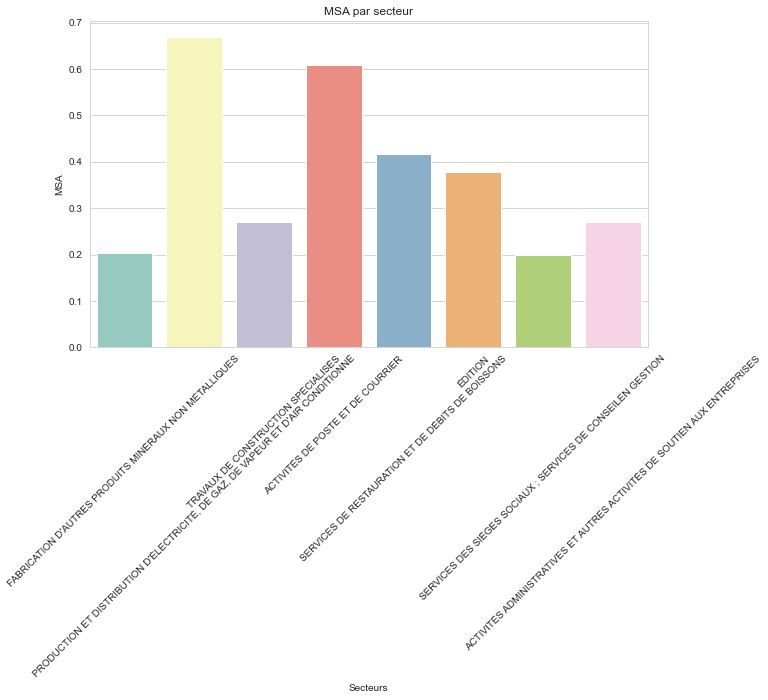 MSA par secteur
0.7
0.6
0.5
0.4
0.3
0.2
0.1
0.0
MSA
FABRICATION D'AUTRES PRODUITS MINERAUX NON METALLIQUES
PRODUCTION ET DISTRIBUTION D'ELECTRICITE, DE GAZ, DE VAPEUR ET D'AIR CONDITIONNE
TRAVAUX DE CONSTRUCTION SPECIALISES
ACTIVITES DE POSTE ET DE COURRIER
SERVICES DE RESTAURATION ET DE DEBITS DE BOISSONS
EDITION
SERVICES DES SIEGES SOCIAUX ; SERVICES DE CONSEILEN GESTION
ACTIVITES ADMINISTRATIVES ET AUTRES ACTIVITES DE SOUTIEN AUX ENTREPRISES
Secteurs